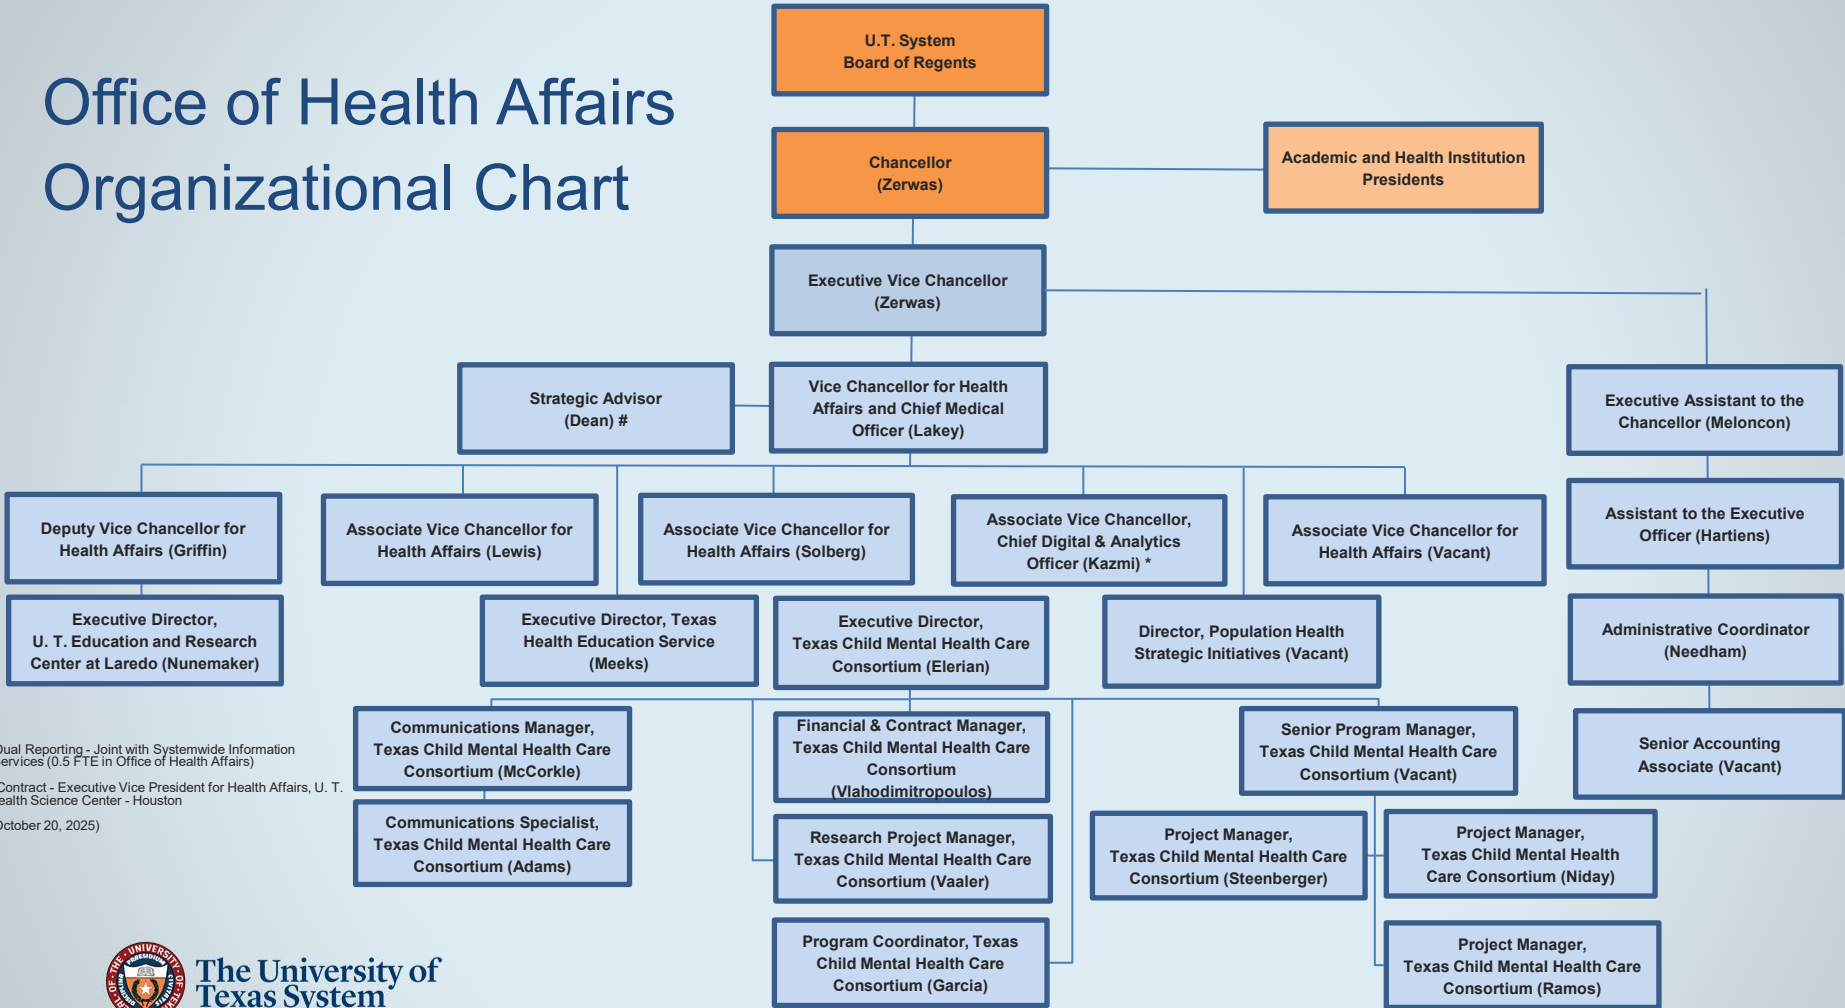 Office of Health Affairs
Organizational Chart
U.T. System
Board of Regents
Chancellor
(Zerwas)
Academic and Health Institution
Presidents
Executive Vice Chancellor
(Zerwas)
Strategic Advisor
(Dean) #
Vice Chancellor for Health
Affairs and Chief Medical
Officer (Lakey)
Executive Assistant to the
Chancellor (Meloncon)
Deputy Vice Chancellor for
Health Affairs (Griffin)
Associate Vice Chancellor for
Health Affairs (Lewis)
Associate Vice Chancellor for
Health Affairs (Solberg)
Associate Vice Chancellor,
Chief Digital & Analytics
Officer (Kazmi) *
Associate Vice Chancellor for
Health Affairs (Vacant)
Assistant to the Executive
Officer (Hartiens)
Executive Director,
U. T. Education and Research
Center at Laredo (Nunemaker)
Executive Director, Texas
Health Education Service
(Meeks)
Executive Director,
Texas Child Mental Health Care
Consortium (Elerian)
Director, Population Health
Strategic Initiatives (Vacant)
Administrative Coordinator
(Needham)
Communications Manager,
Texas Child Mental Health Care
Consortium (McCorkle)
Financial & Contract Manager,
Texas Child Mental Health Care
Consortium
(Vlahodimitropoulos)
Senior Program Manager,
Texas Child Mental Health Care
Consortium (Vacant)
Senior Accounting
Associate (Vacant)
Dual Reporting - Joint with Systemwide Information
ervices (0.5 FTE in Office of Health Affairs)
Contract - Executive Vice President for Health Affairs, U. T.
ealth Science Center - Houston
October 20, 2025)
Communications Specialist,
Texas Child Mental Health Care
Consortium (Adams)
Research Project Manager,
Texas Child Mental Health Care
Consortium (Vaaler)
Project Manager,
Texas Child Mental Health Care
Consortium (Steenberger)
Project Manager,
Texas Child Mental Health
Care Consortium (Niday)
Program Coordinator, Texas
Child Mental Health Care
Consortium (Garcia)
Project Manager,
Texas Child Mental Health Care
Consortium (Ramos)
The University of
Texas System